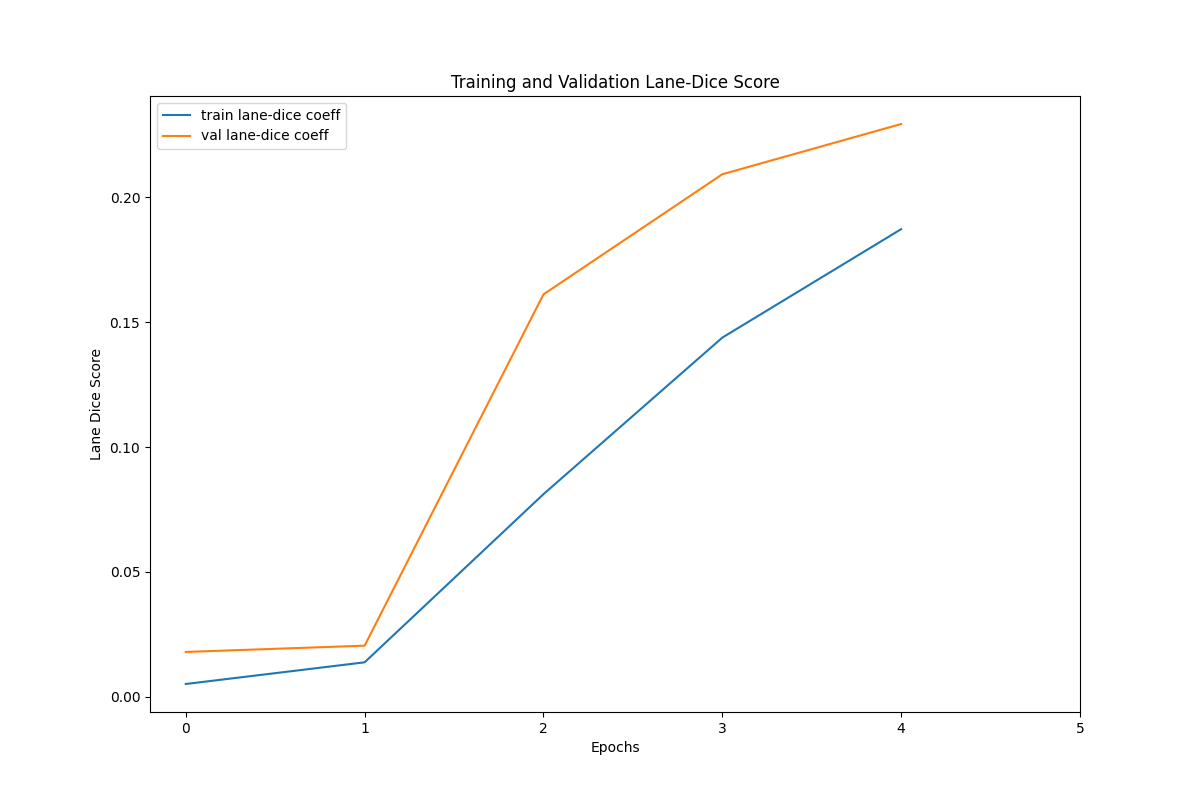 Training and Validation Lane-Dice Score
train lane-dice coeff
val lane-dice coeff
0.20
0.15
0.10
0.05
0.00
Lane Dice Score
0 1 2 3 4 5
Epochs